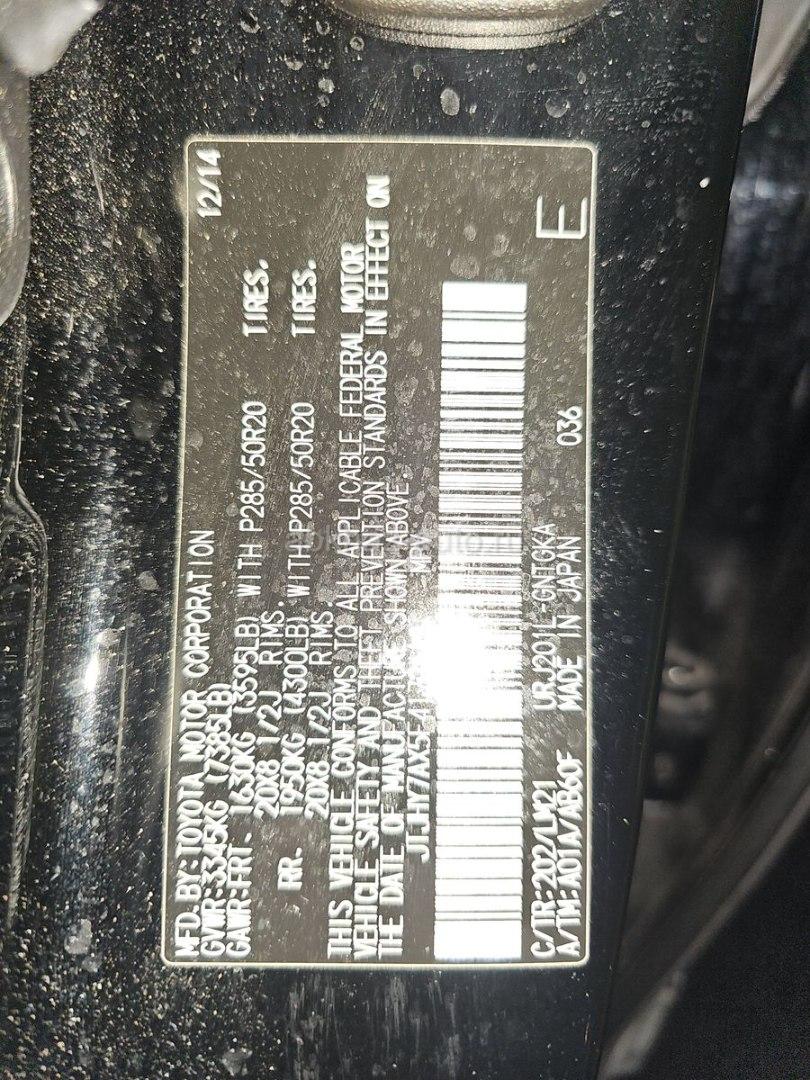 MFD.BY:TOYOTA MOTOR CORPORATION 12/14
GVWR:3345KG (7385LB)
GAWR:FRT. 1630KG (3595LB) WITH P285/50R20 TIRES.
20X8 1/2J RIMS.
RR. 1950KG (4300LB) WITH P285/50R20 TIRES.
20X8 1/2J RIMS.
THIS VEHICLE CONFORMS TO ALL APPLICABLE FEDERAL MOTOR
VEHICLE SAFETY AND THEFT PREVENTION STANDARDS IN EFFECT ON
THE DATE OF MANUFACTURE SHOWN ABOVE.
C/TR:202/LM21 URJ201L-GNTGKA
A/TM:A01A/AB60F MADE IN JAPAN 036 E